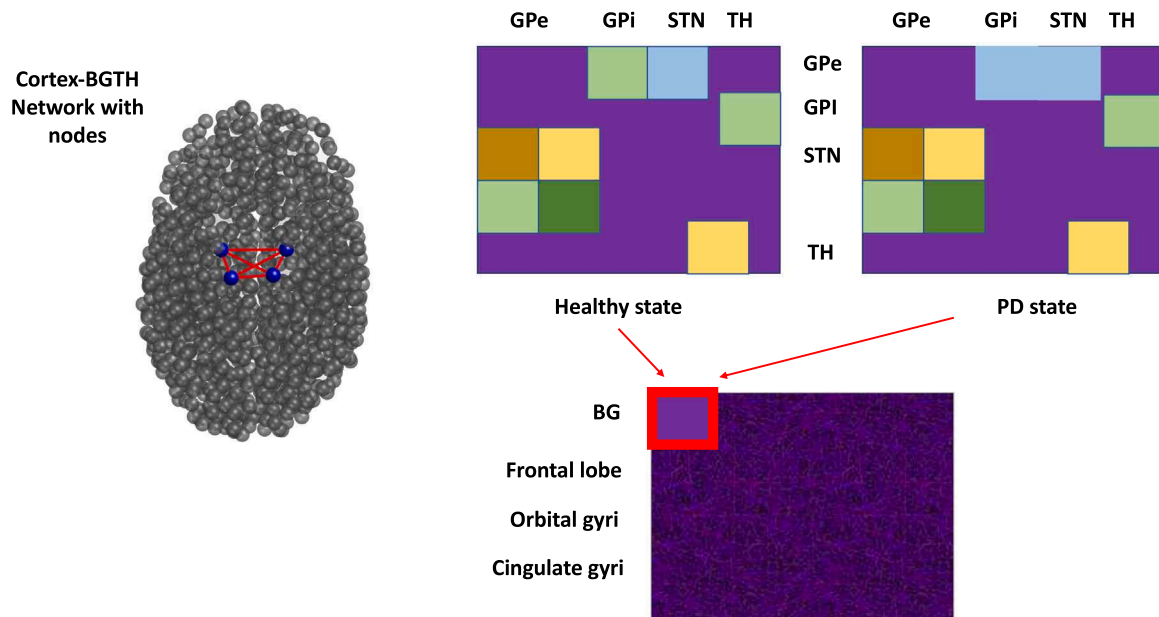 Cortex-BGTH
Network with
nodes
GPe GPi STN TH
GPe GPi STN TH
GPe
GPI
STN
TH
Healthy state
PD state
BG
Frontal lobe
Orbital gyri
Cingulate gyri